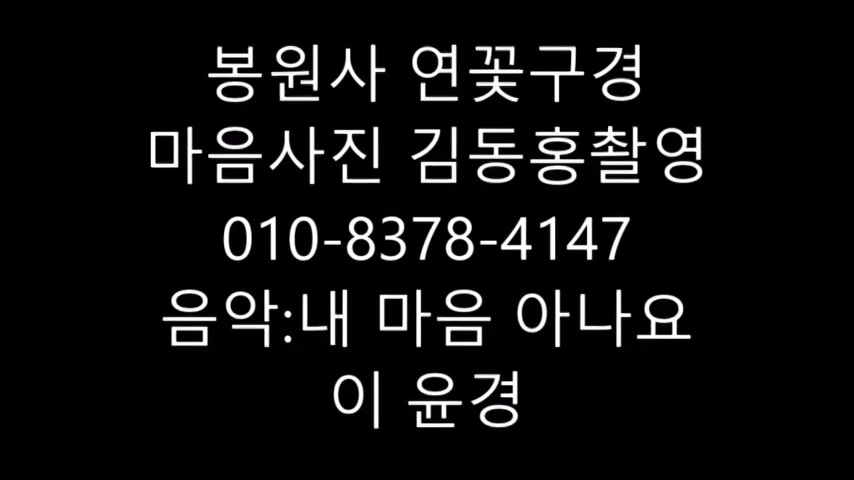 봉원사 연꽃구경
마음사진 김동홍촬영
010-8378-4147
음악:내 마음 아나요
이 윤경